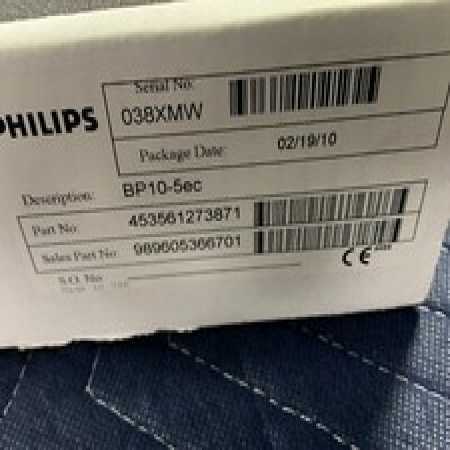 Serial No.
PHILIPS 038XMW
Package Date: 02/19/10
Description: BP10-5ec
Part No: 453561273871
Sales Part No: 989605366701
CE
S.O. No: